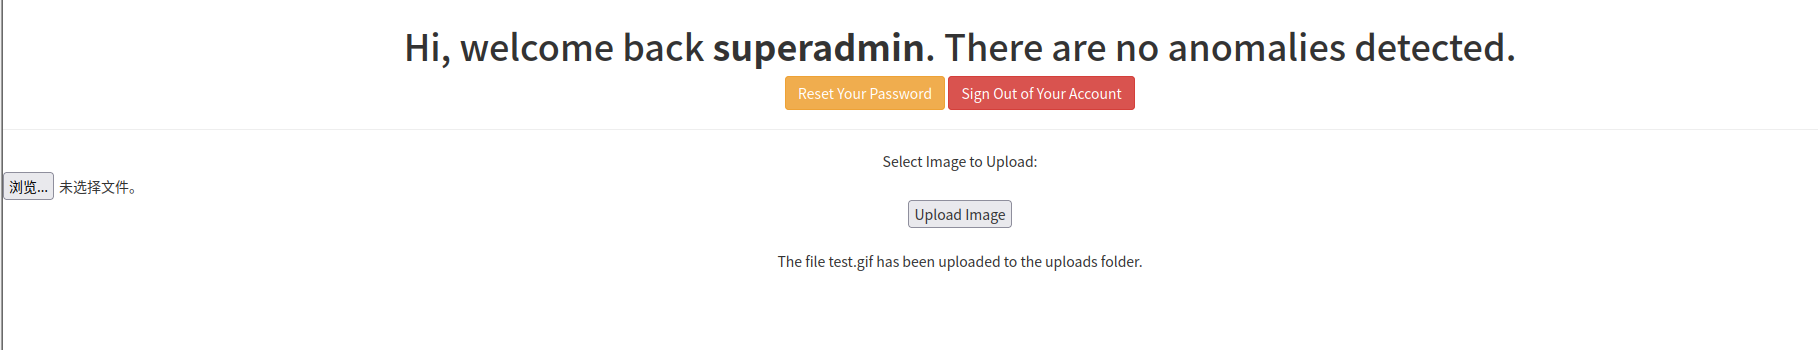 Hi, welcome back superadmin. There are no anomalies detected.
Reset Your Password Sign Out of Your Account
Select Image to Upload:
浏览... 未选择文件。
Upload Image
The file test.gif has been uploaded to the uploads folder.